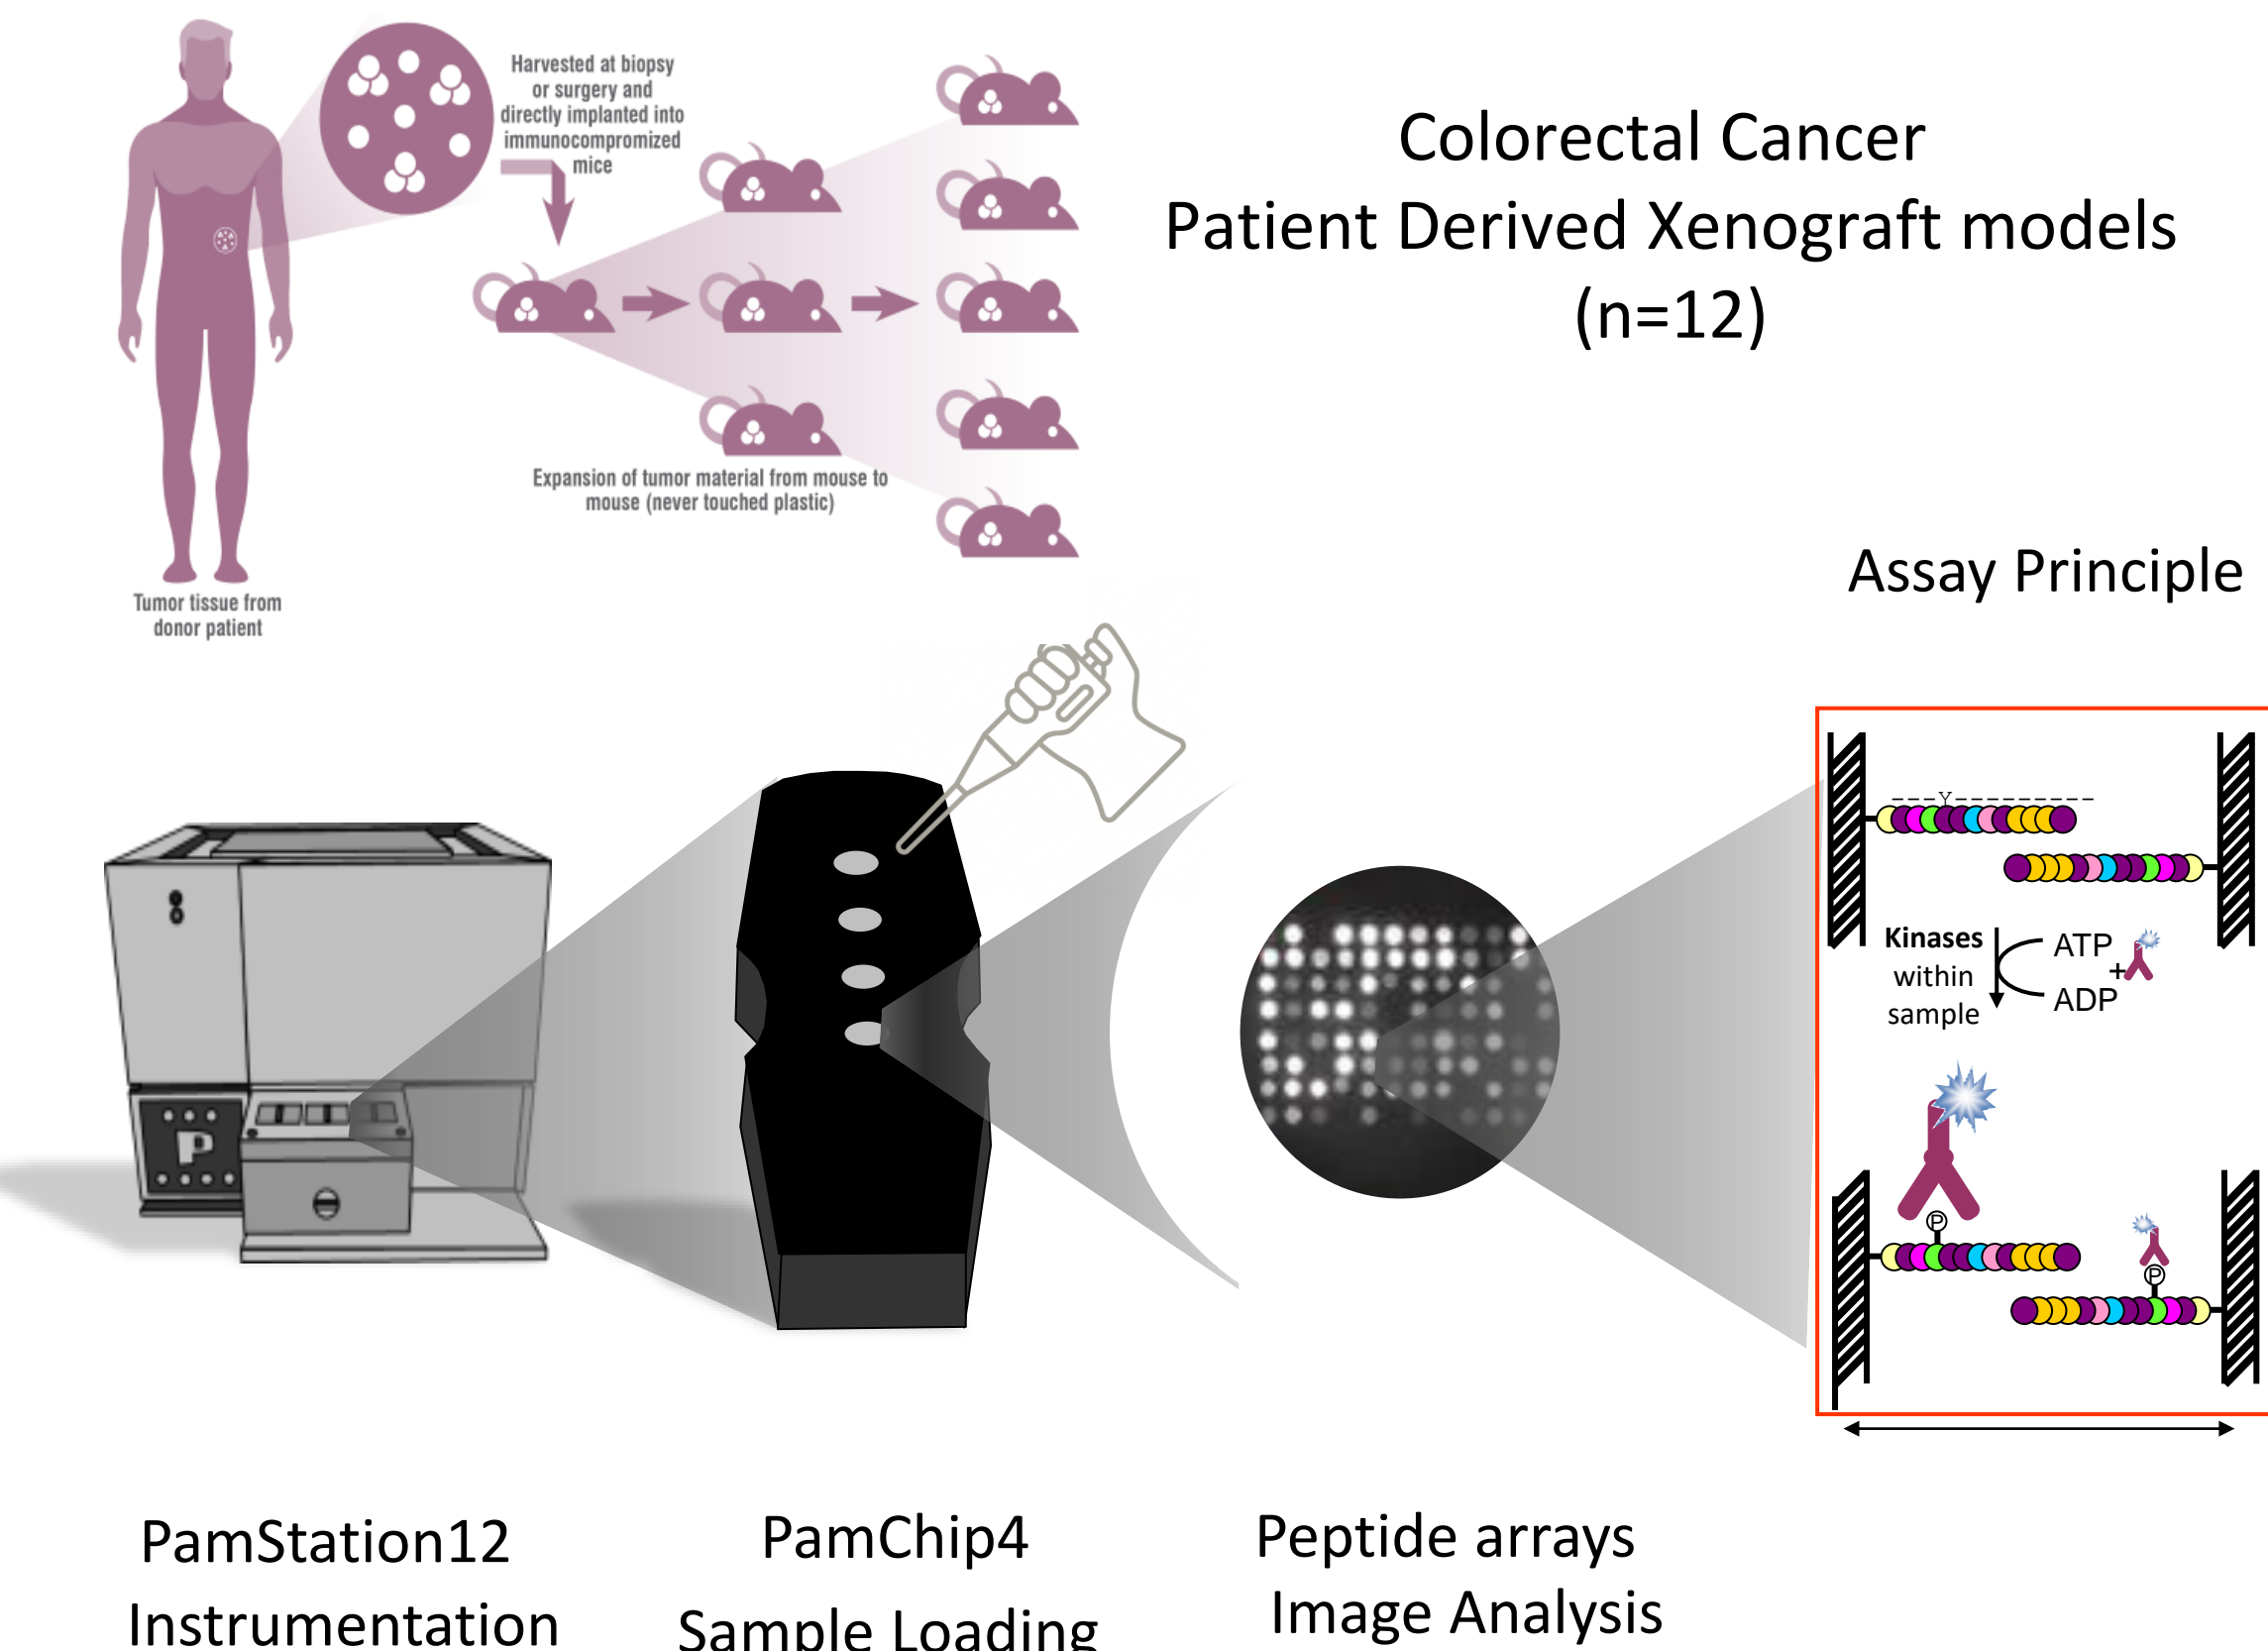 Harvested at biopsy
or surgery and
directly implanted into
immunocompromized
mice
Colorectal Cancer
Patient Derived Xenograft models
(n=12)
Expansion of tumor material from mouse to
mouse (never touched plastic)
Tumor tissue from
donor patient
Assay Principle
---Y----------
Kinases
within
sample
ATP
+
ADP
P
P
P
PamStation12
Instrumentation
PamChip4
Sample Loading
Peptide arrays
Image Analysis